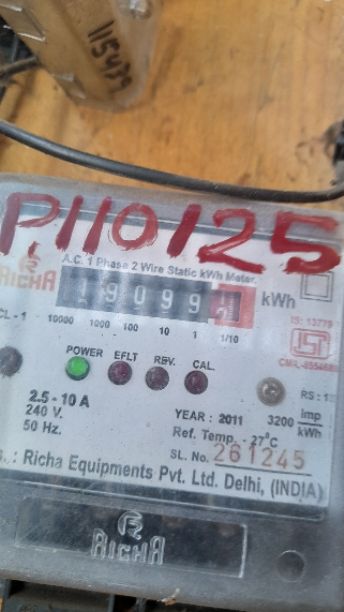 115439
P.110125
RICHA
A.C. 1 Phase 2 Wire Static kWh Meter.
19099 kWh
CL - 1 10000 1000 100 10 1 1/10
IS: 13779
POWER EFLT REV. CAL.
2.5 - 10 A
240 V.
50 Hz.
YEAR : 2011 3200 imp/kWh
Ref. Temp. - 27°C
SL. No. 261245
: Richa Equipments Pvt. Ltd. Delhi, (INDIA)
RICHA